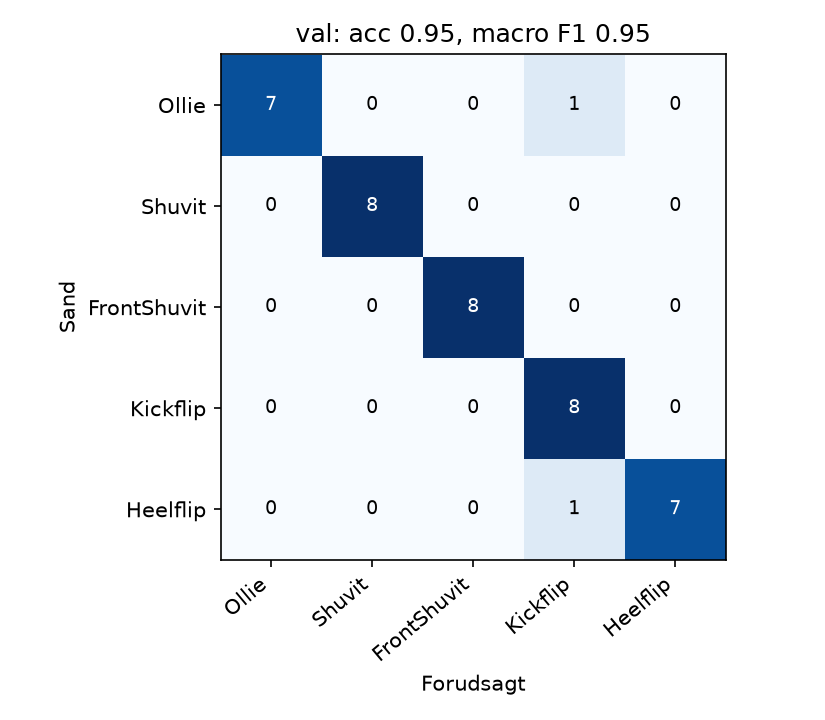 val: acc 0.95, macro F1 0.95
Ollie 7 0 0 1 0
Shuvit 0 8 0 0 0
FrontShuvit 0 0 8 0 0
Kickflip 0 0 0 8 0
Heelflip 0 0 0 1 7
Sand
Ollie Shuvit FrontShuvit Kickflip Heelflip
Forudsagt